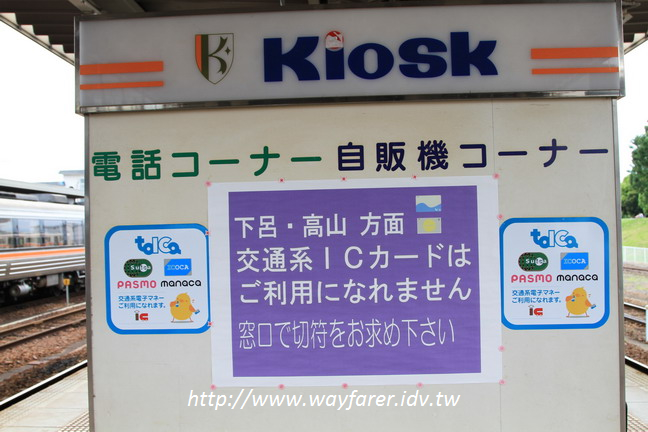 Kiosk
電話コーナー 自販機コーナー
下呂・高山 方面
交通系ICカードは
ご利用になれません
窓口で切符をお求め下さい
toICa
Suica
ICOCA
PASMO manaca
交通系電子マネー
ご利用になれます。
IC
toICa
Suica
ICOCA
PASMO manaca
交通系電子マネー
ご利用になれます。
IC
http://www.wayfarer.idv.tw